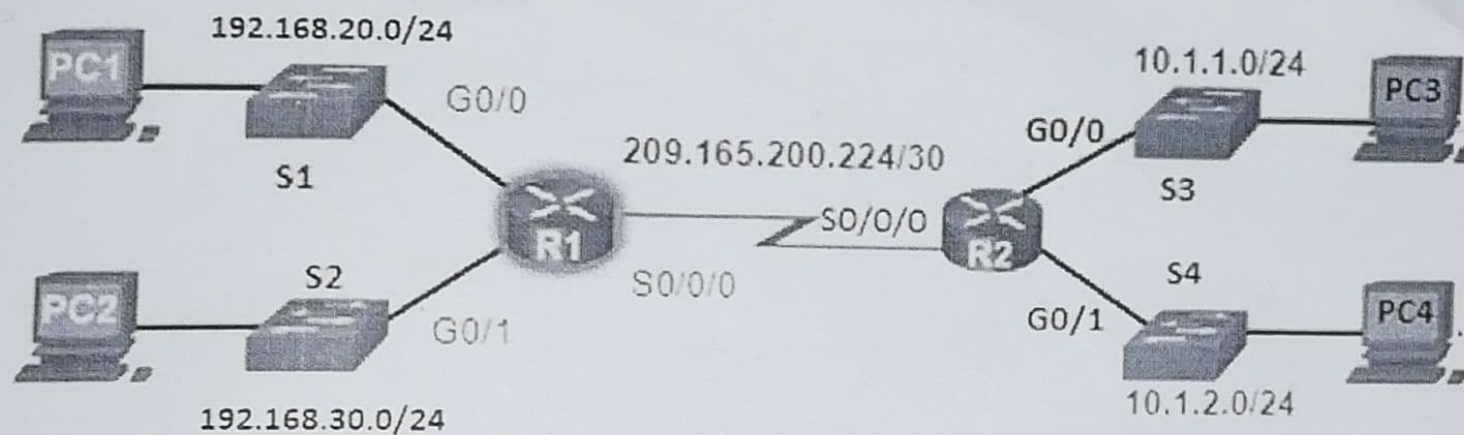 192.168.20.0/24
PC1
G0/0
S1
209.165.200.224/30
R1
S0/0/0
S0/0/0
S2
PC2
G0/1
192.168.30.0/24
10.1.1.0/24
PC3
G0/0
S3
R2
S4
G0/1
PC4
10.1.2.0/24